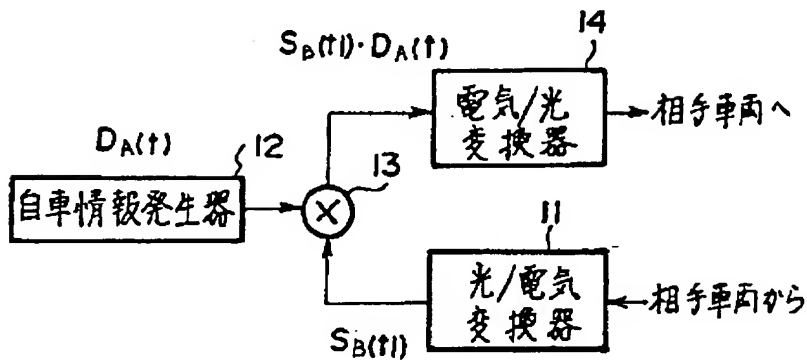 S_B(t1)・D_A(t)
14
電気/光
変換器
相手車両へ
D_A(t)
12
自車情報発生器
13
×
11
光/電気
変換器
相手車両から
S_B(t1)